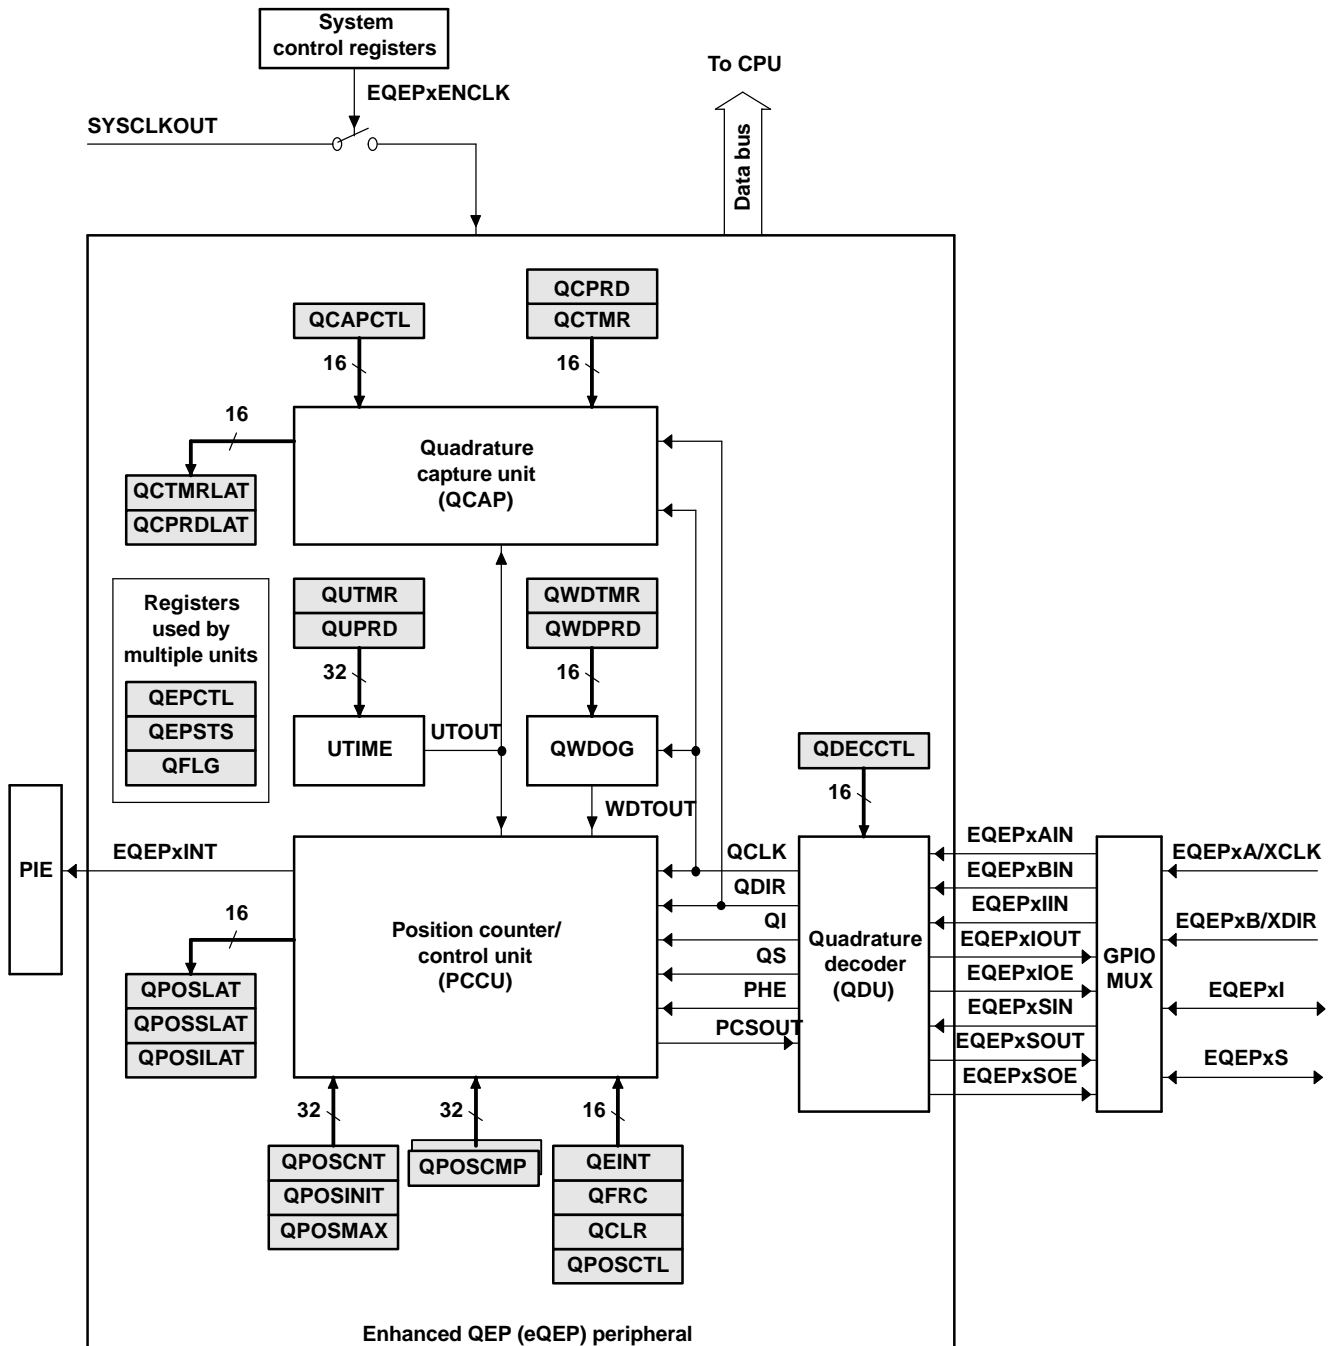 System
control registers
To CPU
EQEPxENCLK
SYSCLKOUT
Data bus
QCPRD
QCAPCTL
QCTMR
16
16
16
Quadrature
capture unit
(QCAP)
QCTMRLAT
QCPRDLAT
Registers
used by
multiple units
QEPCTL
QEPSTS
QFLG
QUTMR
QUPRD
QWDTMR
QWDPRD
32
16
UTIME
UTOUT
QWDOG
QDECCTL
WDTOUT
16
PIE
EQEPxINT
QCLK
QDIR
QI
QS
PHE
PCSOUT
16
Position counter/
control unit
(PCCU)
Quadrature
decoder
(QDU)
EQEPxAIN
EQEPxBIN
EQEPxIIN
EQEPxIOUT
EQEPxIOE
EQEPxSIN
EQEPxSOUT
EQEPxSOE
GPIO
MUX
EQEPxA/XCLK
EQEPxB/XDIR
EQEPxI
EQEPxS
QPOSLAT
QPOSSLAT
QPOSILAT
32
32
16
QPOSCNT
QPOSINIT
QPOSMAX
QPOSCMP
QEINT
QFRC
QCLR
QPOSCTL
Enhanced QEP (eQEP) peripheral